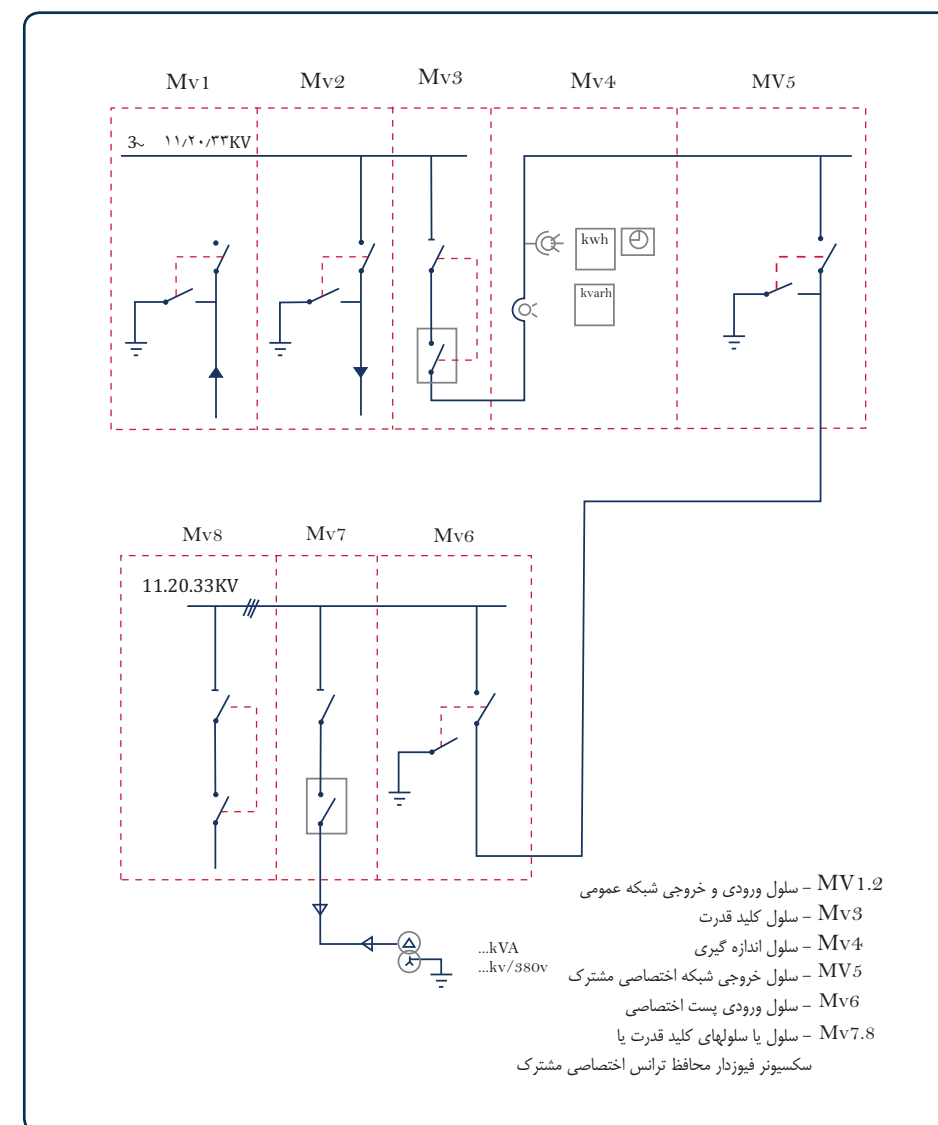 Mv1 Mv2 Mv3 Mv4 MV5
3~ ۱۱/۲۰/۳۳KV
kwh
kvarh
Mv8 Mv7 Mv6
11.20.33KV
...kVA
...kv/380v
MV1.2 – سلول ورودی و خروجی شبکه عمومی
Mv3 – سلول کلید قدرت
Mv4 – سلول اندازه گیری
MV5 – سلول خروجی شبکه اختصاصی مشترک
Mv6 – سلول ورودی پست اختصاصی
Mv7.8 – سلول یا سلولهای کلید قدرت یا
سکسیونر فیوزدار محافظ ترانس اختصاصی مشترک